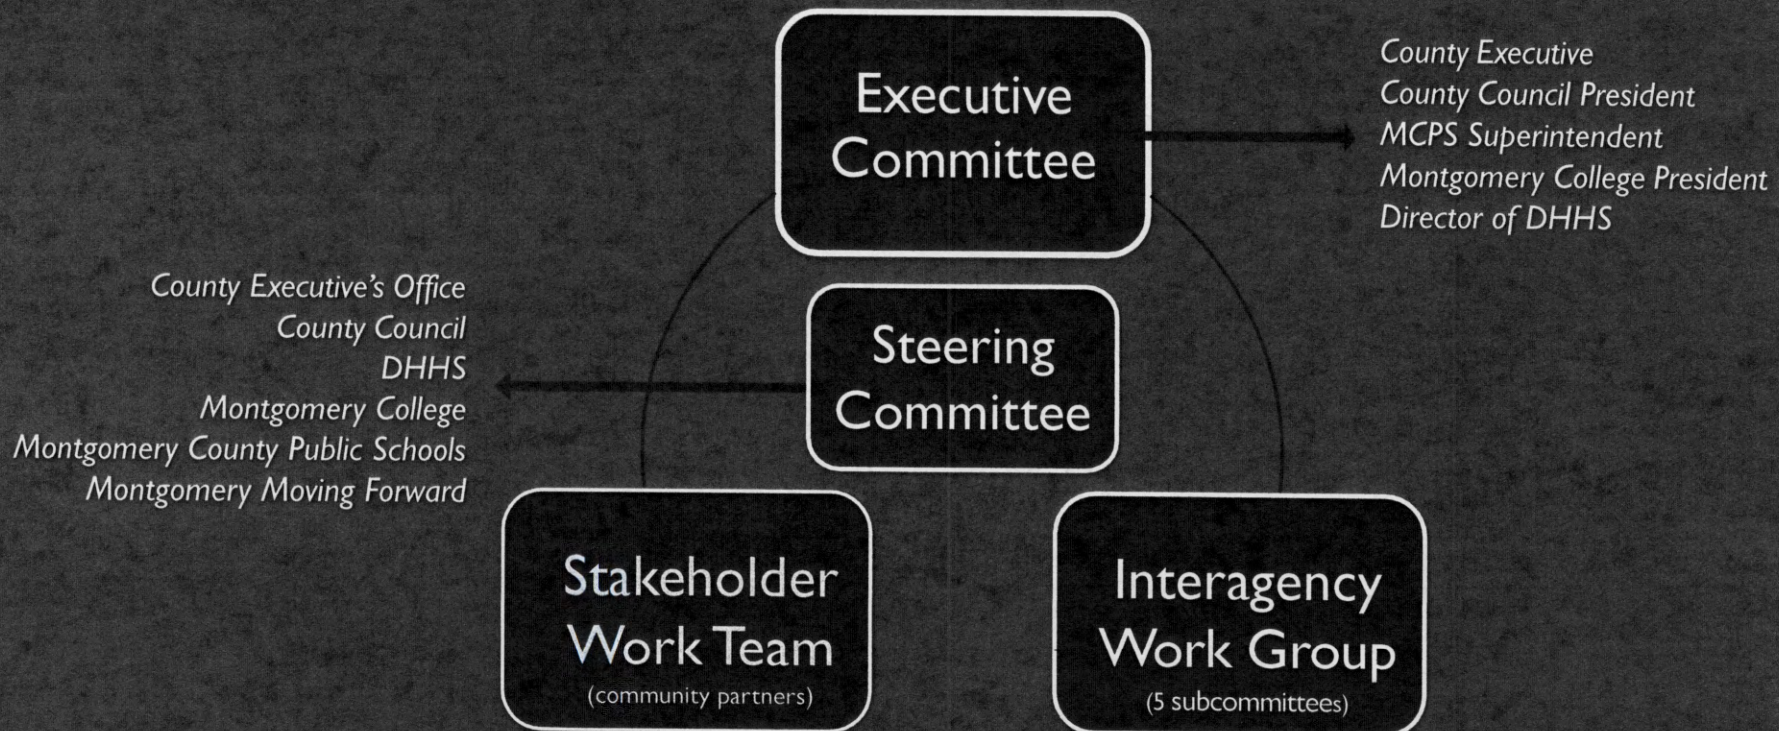 Executive
Committee
County Executive
County Council President
MCPS Superintendent
Montgomery College President
Director of DHHS
County Executive's Office
County Council
DHHS
Montgomery College
Montgomery County Public Schools
Montgomery Moving Forward
Steering
Committee
Stakeholder
Work Team
(community partners)
Interagency
Work Group
(5 subcommittees)